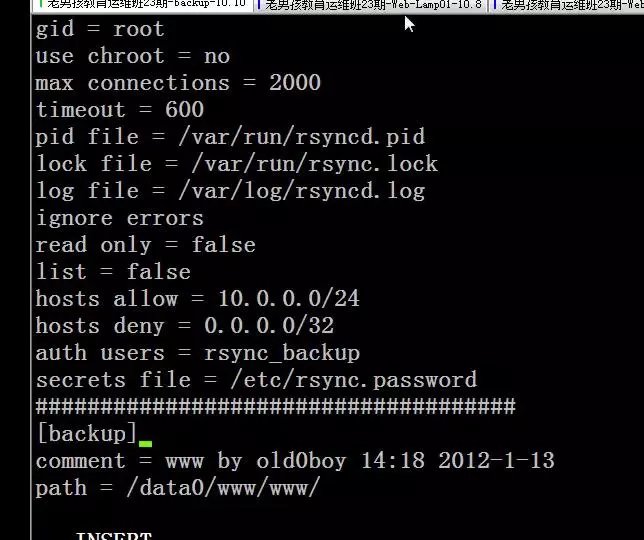 老男孩教育运维班23期-backup-10.10 老男孩教育运维班23期-Web-Lamp01-10.8 老男孩教育运维班23期-Web
gid = root
use chroot = no
max connections = 2000
timeout = 600
pid file = /var/run/rsyncd.pid
lock file = /var/run/rsync.lock
log file = /var/log/rsyncd.log
ignore errors
read only = false
list = false
hosts allow = 10.0.0.0/24
hosts deny = 0.0.0.0/32
auth users = rsync_backup
secrets file = /etc/rsync.password
#####################################
[backup]
comment = www by old0boy 14:18 2012-1-13
path = /data0/www/www/
INSERT